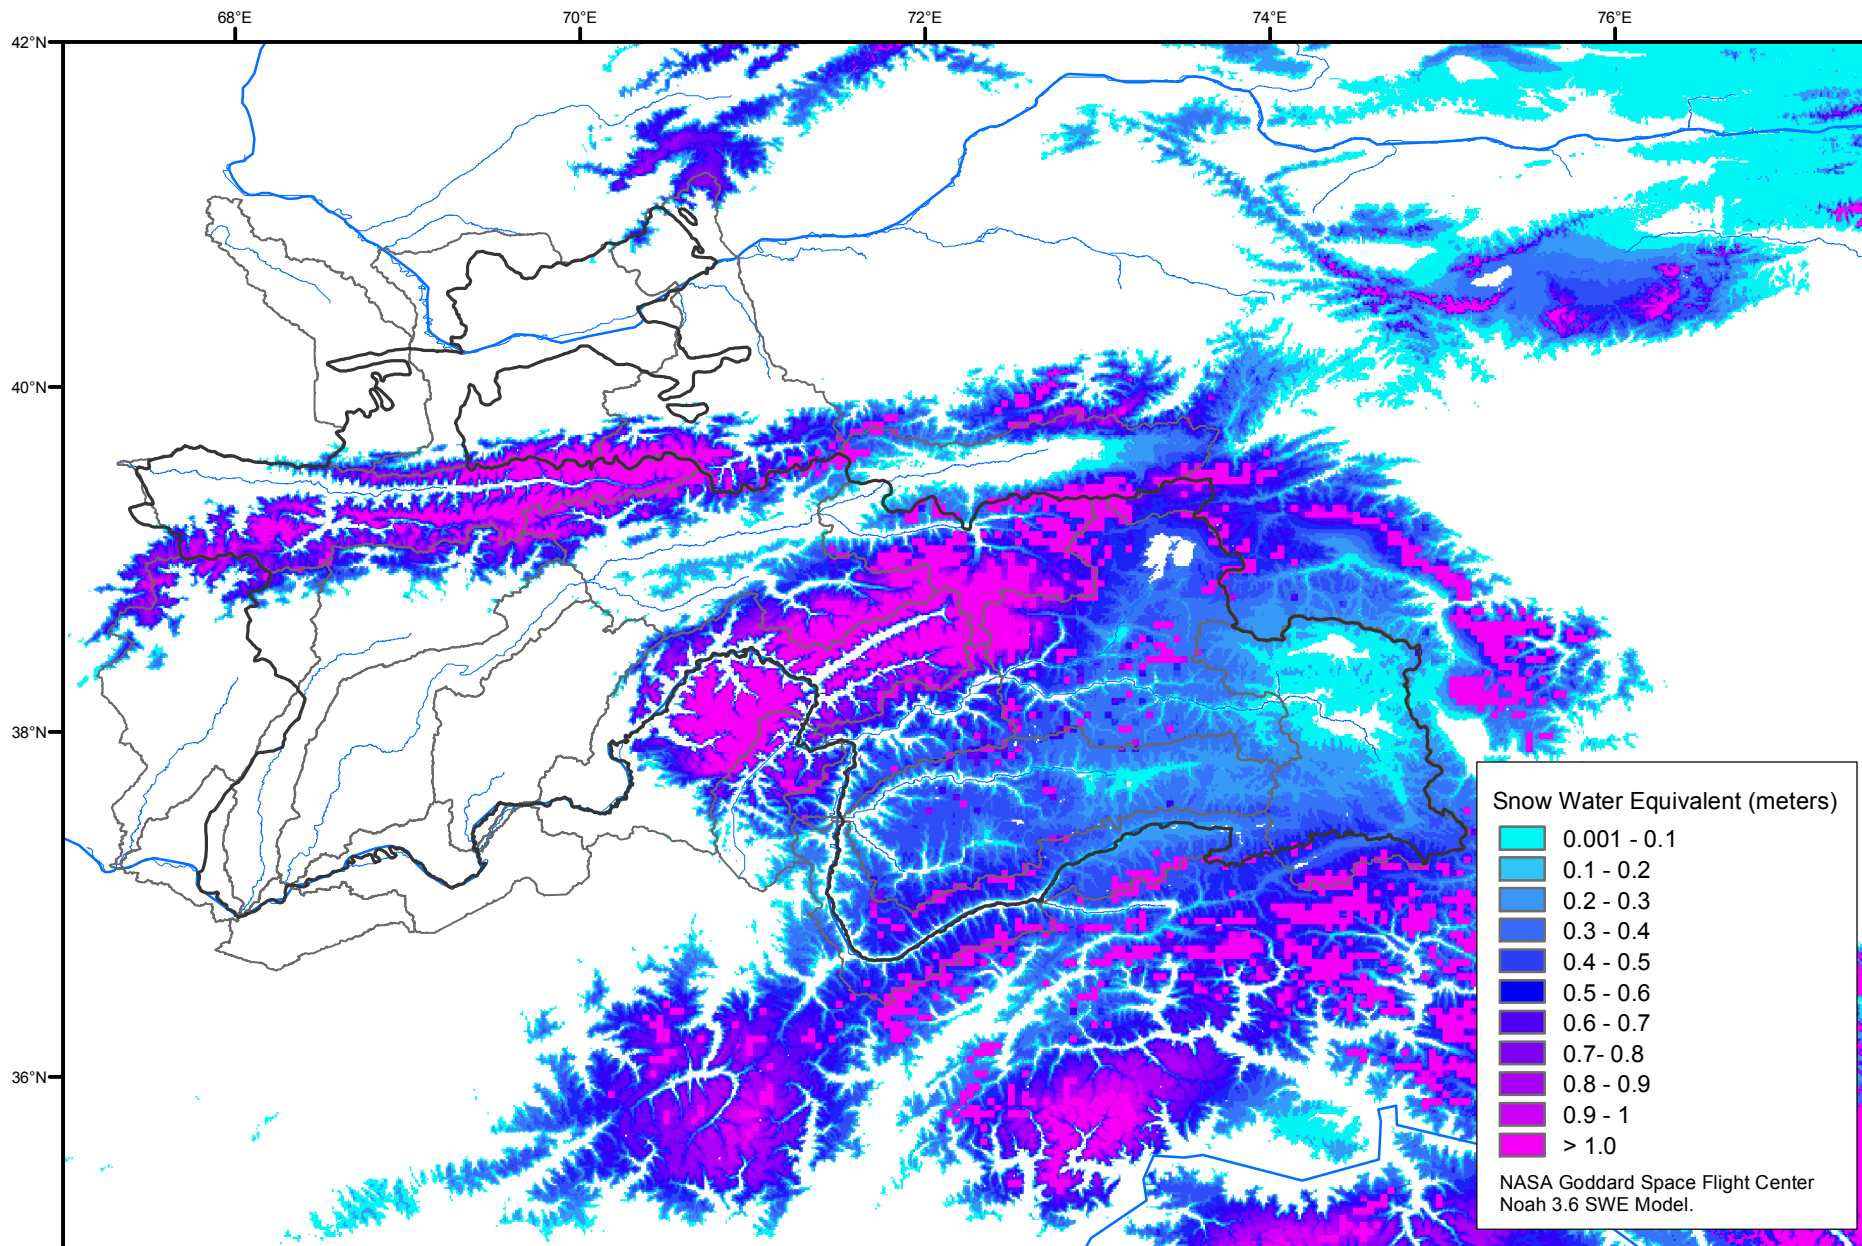 68°E 70°E 72°E 74°E 76°E
42°N
40°N
38°N
36°N
Snow Water Equivalent (meters)
0.001 - 0.1
0.1 - 0.2
0.2 - 0.3
0.3 - 0.4
0.4 - 0.5
0.5 - 0.6
0.6 - 0.7
0.7- 0.8
0.8 - 0.9
0.9 - 1
> 1.0
NASA Goddard Space Flight Center
Noah 3.6 SWE Model.